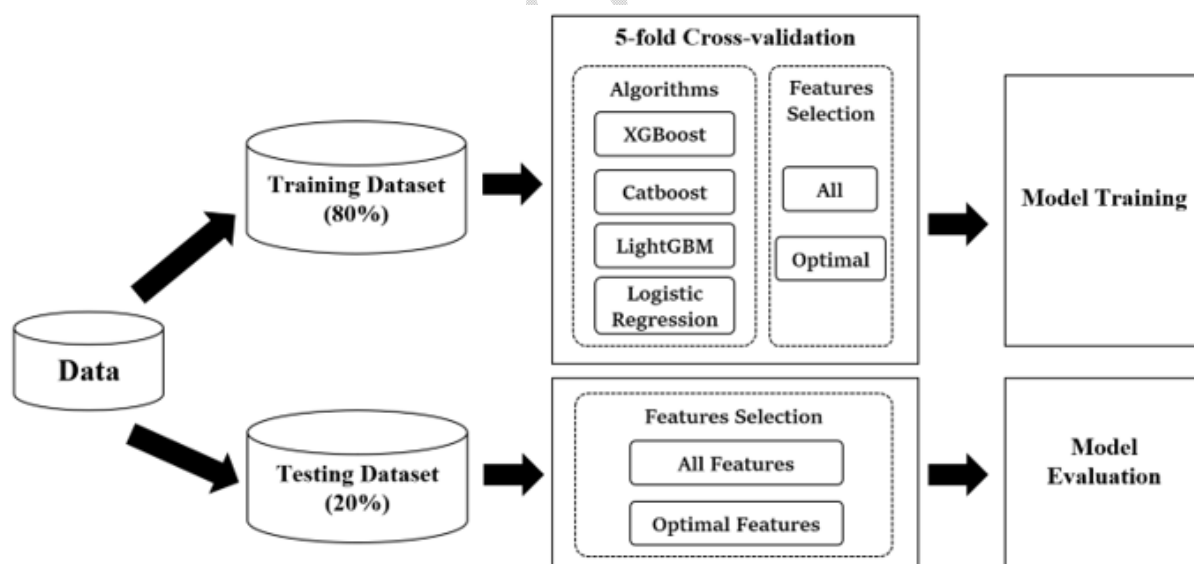 5-fold Cross-validation
Algorithms
XGBoost
Catboost
LightGBM
Logistic
Regression
Features
Selection
All
Optimal
Training Dataset
(80%)
Model Training
Data
Testing Dataset
(20%)
Features Selection
All Features
Optimal Features
Model
Evaluation